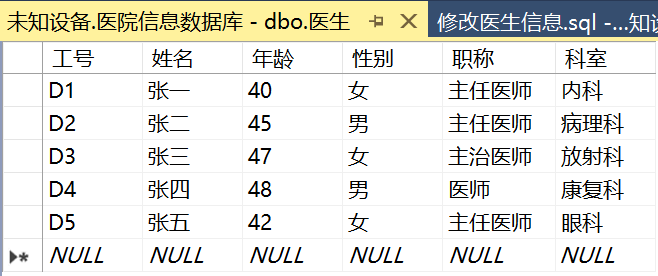 未知设备.医院信息数据库 - dbo.医生 修改医生信息.sql -...知设
工号 姓名 年龄 性别 职称 科室
D1 张一 40 女 主任医师 内科
D2 张二 45 男 主任医师 病理科
D3 张三 47 女 主治医师 放射科
D4 张四 48 男 医师 康复科
D5 张五 42 女 主任医师 眼科
NULL NULL NULL NULL NULL NULL